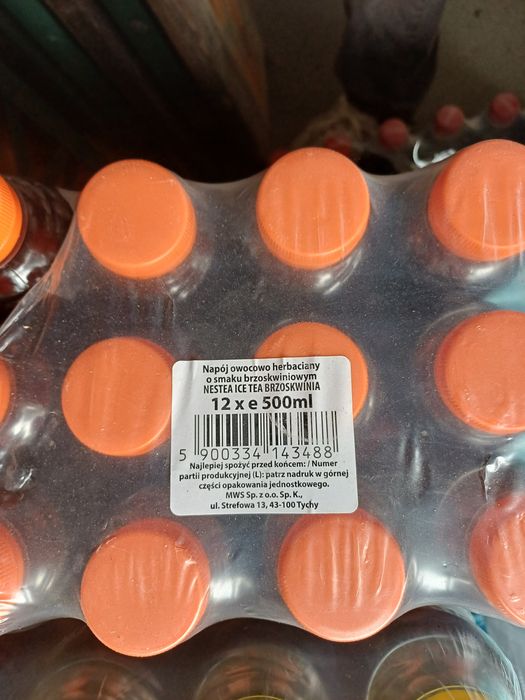 Napój owocowo herbaciany
o smaku brzoskwiniowym
NESTEA ICE TEA BRZOSKWINIA
12 x e 500ml
5 900334 143488
Najlepiej spożyć przed końcem: / Numer
partii produkcyjnej (L): patrz nadruk w górnej
części opakowania jednostkowego.
MWS Sp. z o.o. Sp. K.,
ul. Strefowa 13, 43-100 Tychy